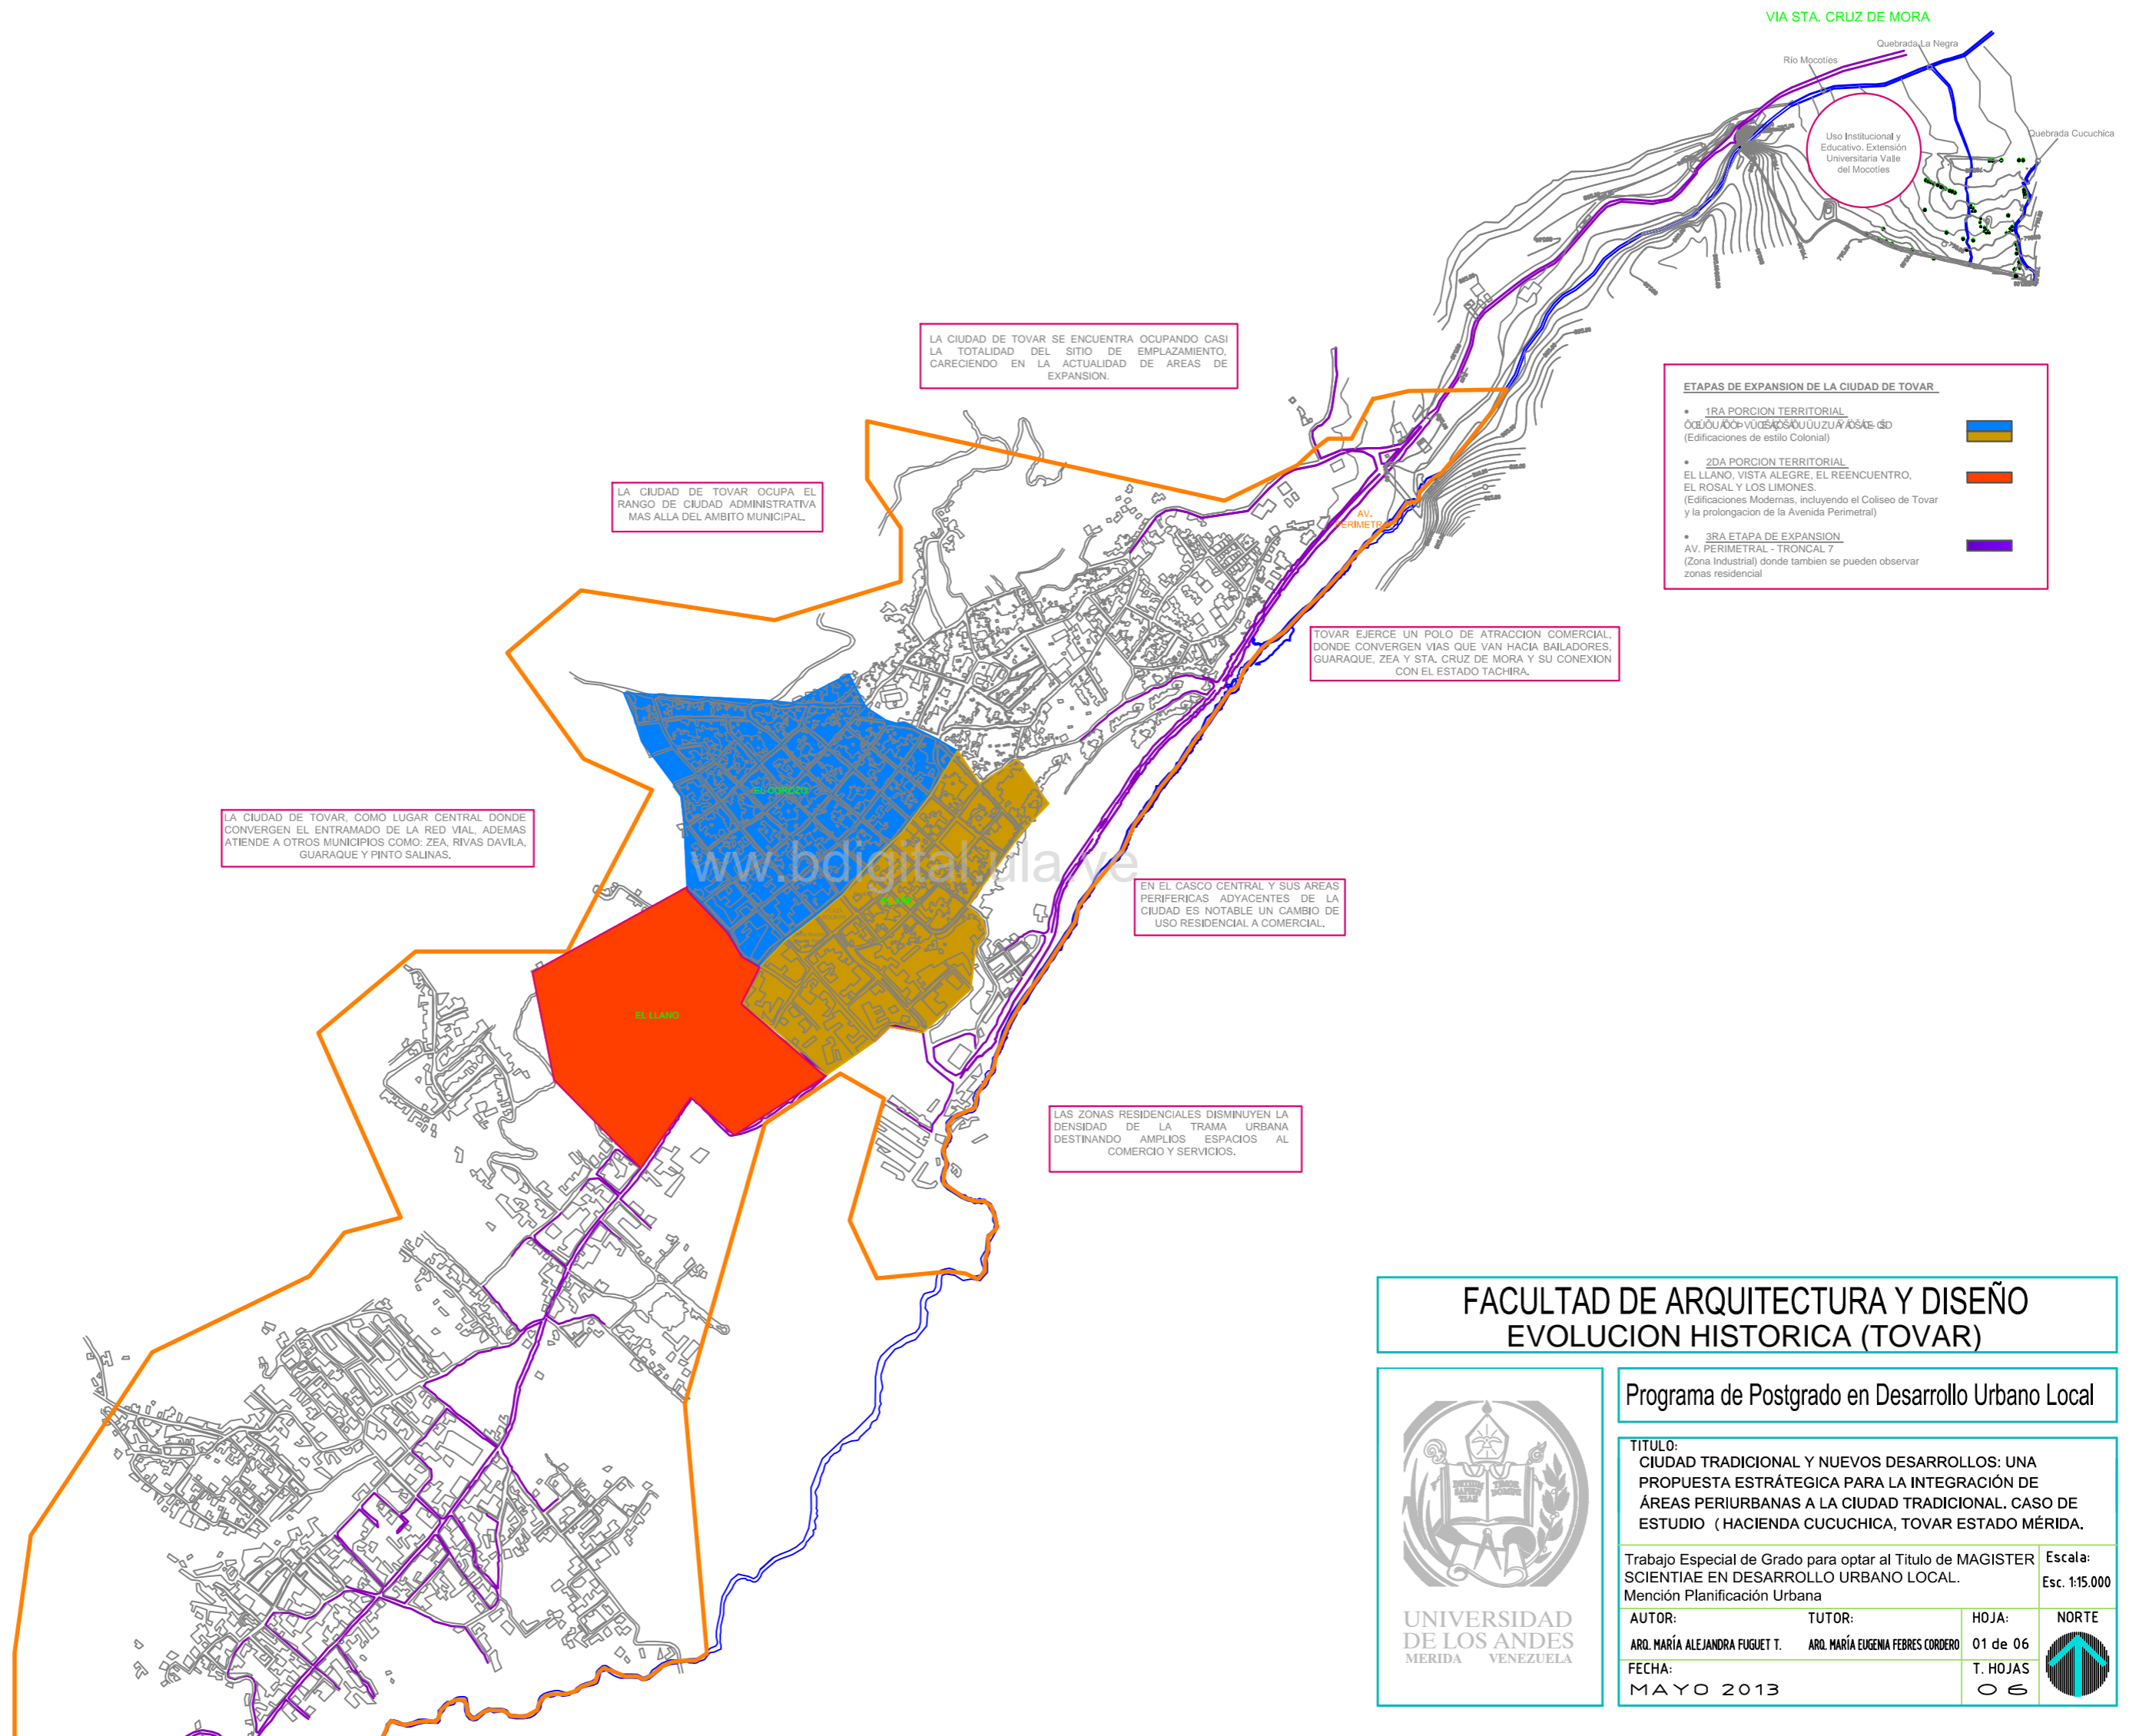 VIA STA. CRUZ DE MORA
Quebrada La Negra
Río Mocoties
Quebrada Cucuchica
Uso Institucional y
Educativo. Extensión
Universitaria Valle
del Mocoties
LA CIUDAD DE TOVAR SE ENCUENTRA OCUPANDO CASI
LA TOTALIDAD DEL SITIO DE EMPLAZAMIENTO,
CARECIENDO EN LA ACTUALIDAD DE AREAS DE
EXPANSION.
ETAPAS DE EXPANSION DE LA CIUDAD DE TOVAR
• 1RA PORCION TERRITORIAL
(Edificaciones de estilo Colonial)
• 2DA PORCION TERRITORIAL
EL LLANO, VISTA ALEGRE, EL REENCUENTRO,
EL ROSAL Y LOS LIMONES.
(Edificaciones Modernas, incluyendo el Coliseo de Tovar
y la prolongacion de la Avenida Perimetral)
• 3RA ETAPA DE EXPANSION
AV. PERIMETRAL - TRONCAL 7
(Zona Industrial) donde tambien se pueden observar
zonas residencial
LA CIUDAD DE TOVAR OCUPA EL
RANGO DE CIUDAD ADMINISTRATIVA
MAS ALLA DEL AMBITO MUNICIPAL.
AV.
TOVAR EJERCE UN POLO DE ATRACCION COMERCIAL,
DONDE CONVERGEN VIAS QUE VAN HACIA BAILADORES,
GUARAQUE, ZEA Y STA. CRUZ DE MORA Y SU CONEXION
CON EL ESTADO TACHIRA.
EL COROZO
LA CIUDAD DE TOVAR, COMO LUGAR CENTRAL DONDE
CONVERGEN EL ENTRAMADO DE LA RED VIAL, ADEMAS
ATIENDE A OTROS MUNICIPIOS COMO: ZEA, RIVAS DAVILA,
GUARAQUE Y PINTO SALINAS.
ww.bdigital.ula.ve
EN EL CASCO CENTRAL Y SUS AREAS
PERIFERICAS ADYACENTES DE LA
CIUDAD ES NOTABLE UN CAMBIO DE
USO RESIDENCIAL A COMERCIAL.
EL LLANO
LAS ZONAS RESIDENCIALES DISMINUYEN LA
DENSIDAD DE LA TRAMA URBANA
DESTINANDO AMPLIOS ESPACIOS AL
COMERCIO Y SERVICIOS.
FACULTAD DE ARQUITECTURA Y DISEÑO
EVOLUCION HISTORICA (TOVAR)
Programa de Postgrado en Desarrollo Urbano Local
TITULO:
CIUDAD TRADICIONAL Y NUEVOS DESARROLLOS: UNA
PROPUESTA ESTRÁTEGICA PARA LA INTEGRACIÓN DE
ÁREAS PERIURBANAS A LA CIUDAD TRADICIONAL. CASO DE
ESTUDIO ( HACIENDA CUCUCHICA, TOVAR ESTADO MÉRIDA.
Trabajo Especial de Grado para optar al Titulo de MAGISTER
SCIENTIAE EN DESARROLLO URBANO LOCAL.
Mención Planificación Urbana
Escala:
Esc. 1:15.000
AUTOR:
ARQ. MARÍA ALEJANDRA FUGUET T.
TUTOR:
ARQ. MARÍA EUGENIA FEBRES CORDERO
HOJA:
01 de 06
NORTE
FECHA:
MAYO 2013
T. HOJAS
06
UNIVERSIDAD
DE LOS ANDES
MERIDA VENEZUELA